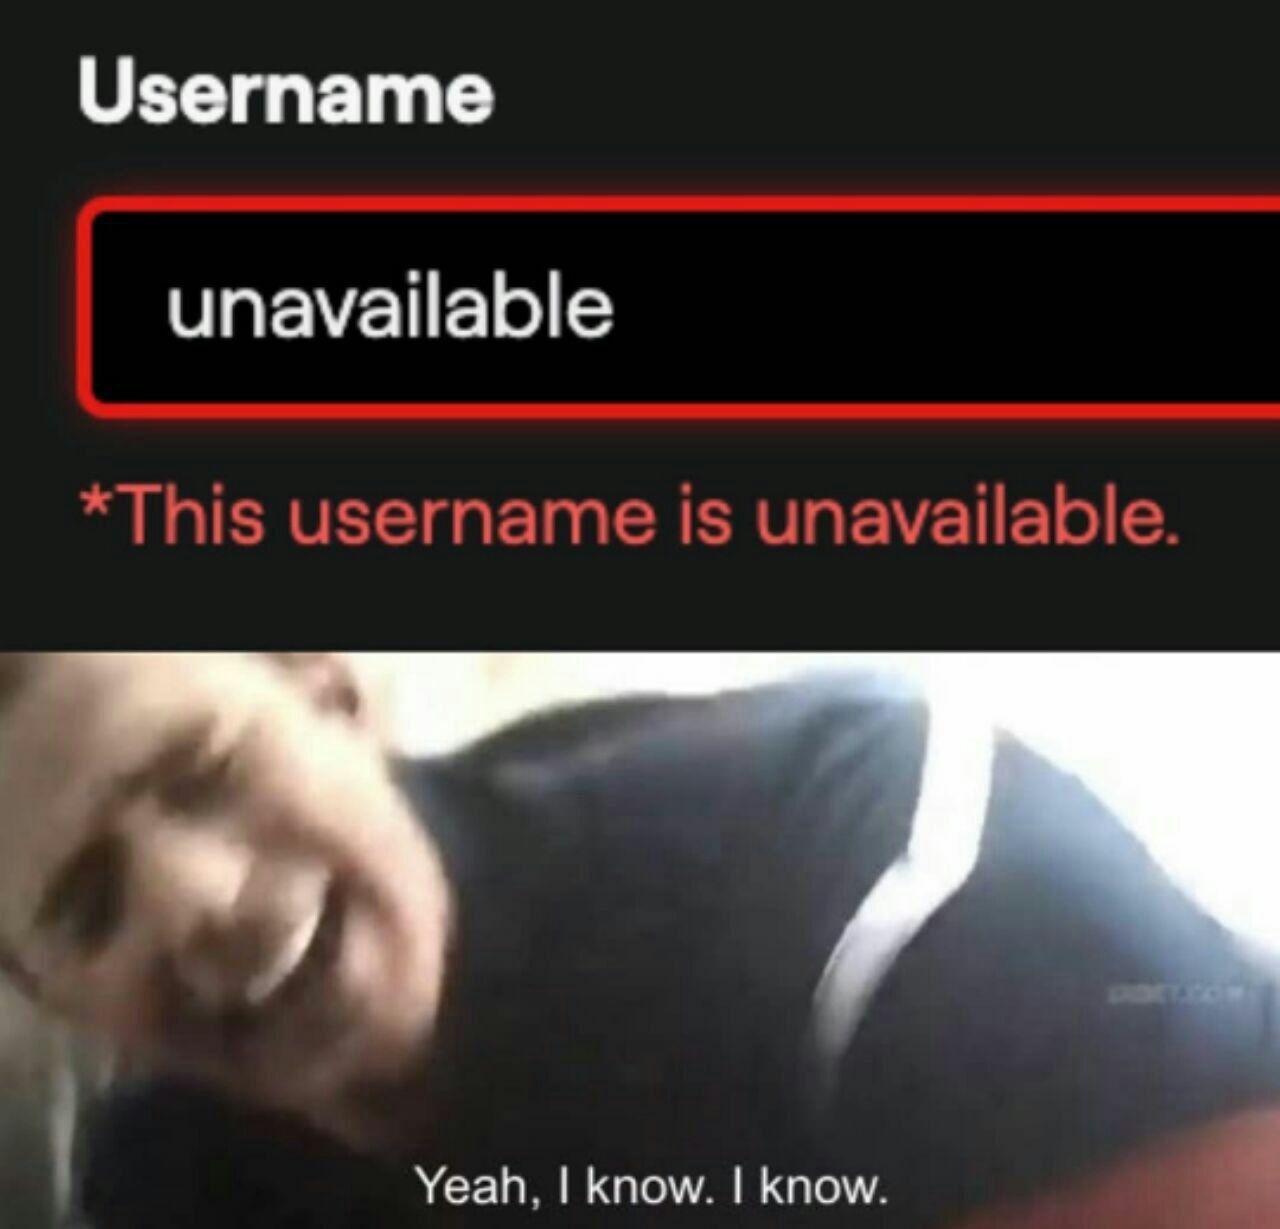 Username
unavailable
*This username is unavailable.
Yeah, I know. I know.